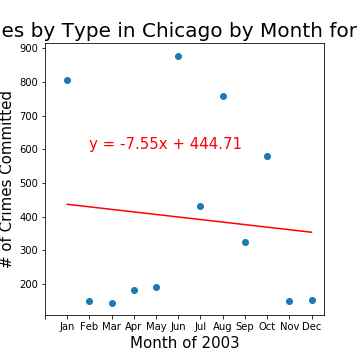 es by Type in Chicago by Month for
900
800
700
600
500
400
300
200
# of Crimes Committed
y = -7.55x + 444.71
Jan Feb Mar Apr May Jun Jul Aug Sep Oct Nov Dec
Month of 2003